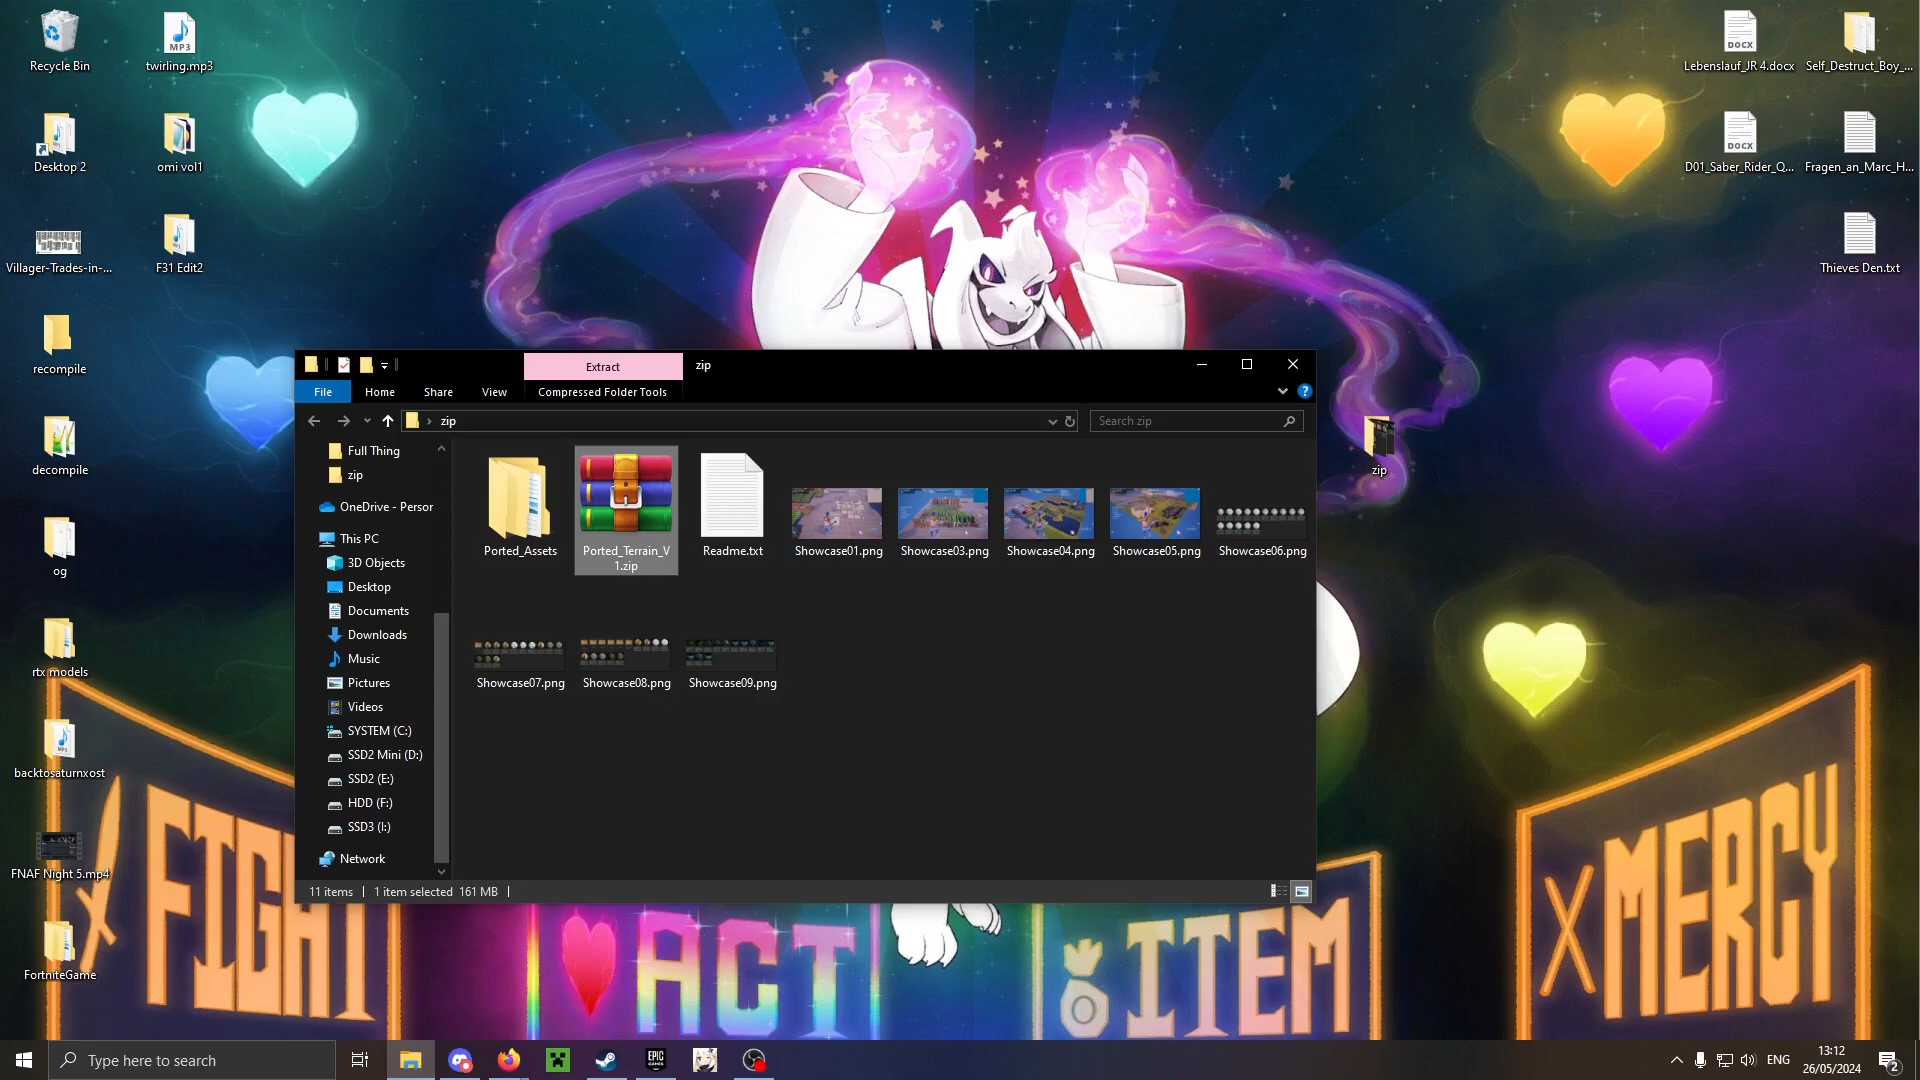 Recycle Bin
twirling.mp3
Lebenslauf_JR 4.docx
Self_Destruct_Boy_...
Desktop 2
omi vol1
D01_Saber_Rider_Q...
Fragen_an_Marc_H...
Villager-Trades-in-...
F31 Edit2
Thieves Den.txt
recompile
decompile
og
rtx models
backtosaturnxost
FNAF Night 5.mp4
FortniteGame
zip
Extract
zip
File
Home
Share
View
Compressed Folder Tools
zip
Search zip
Full Thing
zip
OneDrive - Person
This PC
3D Objects
Desktop
Documents
Downloads
Music
Pictures
Videos
SYSTEM (C:)
SSD2 Mini (D:)
SSD2 (E:)
HDD (F:)
SSD3 (I:)
Network
Ported_Assets
Ported_Terrain_V
1.zip
Readme.txt
Showcase01.png
Showcase03.png
Showcase04.png
Showcase05.png
Showcase06.png
Showcase07.png
Showcase08.png
Showcase09.png
11 items
1 item selected 161 MB
FIGHT
ACT
ITEM
MERCY
Type here to search
EPIC
GAMES
ENG
13:12
26/05/2024
2